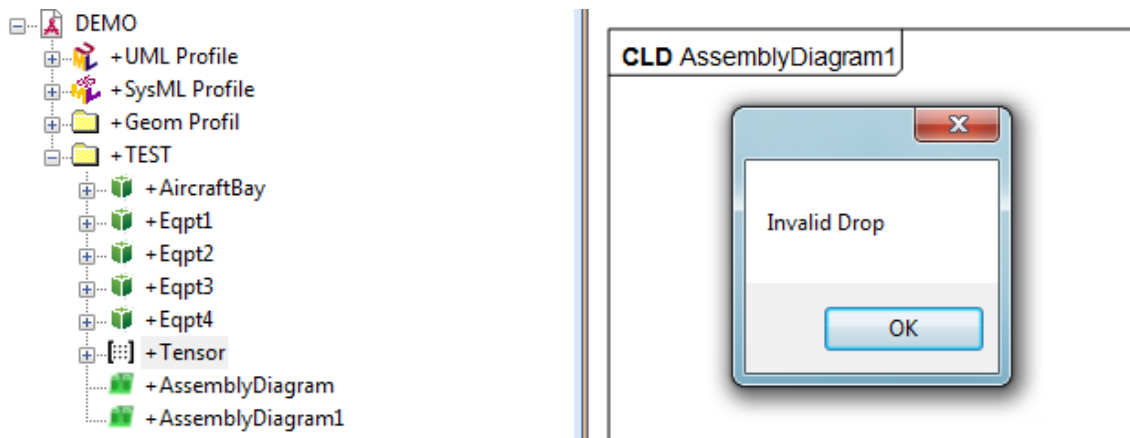 DEMO
+UML Profile
+SysML Profile
+Geom Profil
+TEST
+AircraftBay
+Eqpt1
+Eqpt2
+Eqpt3
+Eqpt4
+Tensor
+AssemblyDiagram
+AssemblyDiagram1
CLD AssemblyDiagram1
Invalid Drop
OK